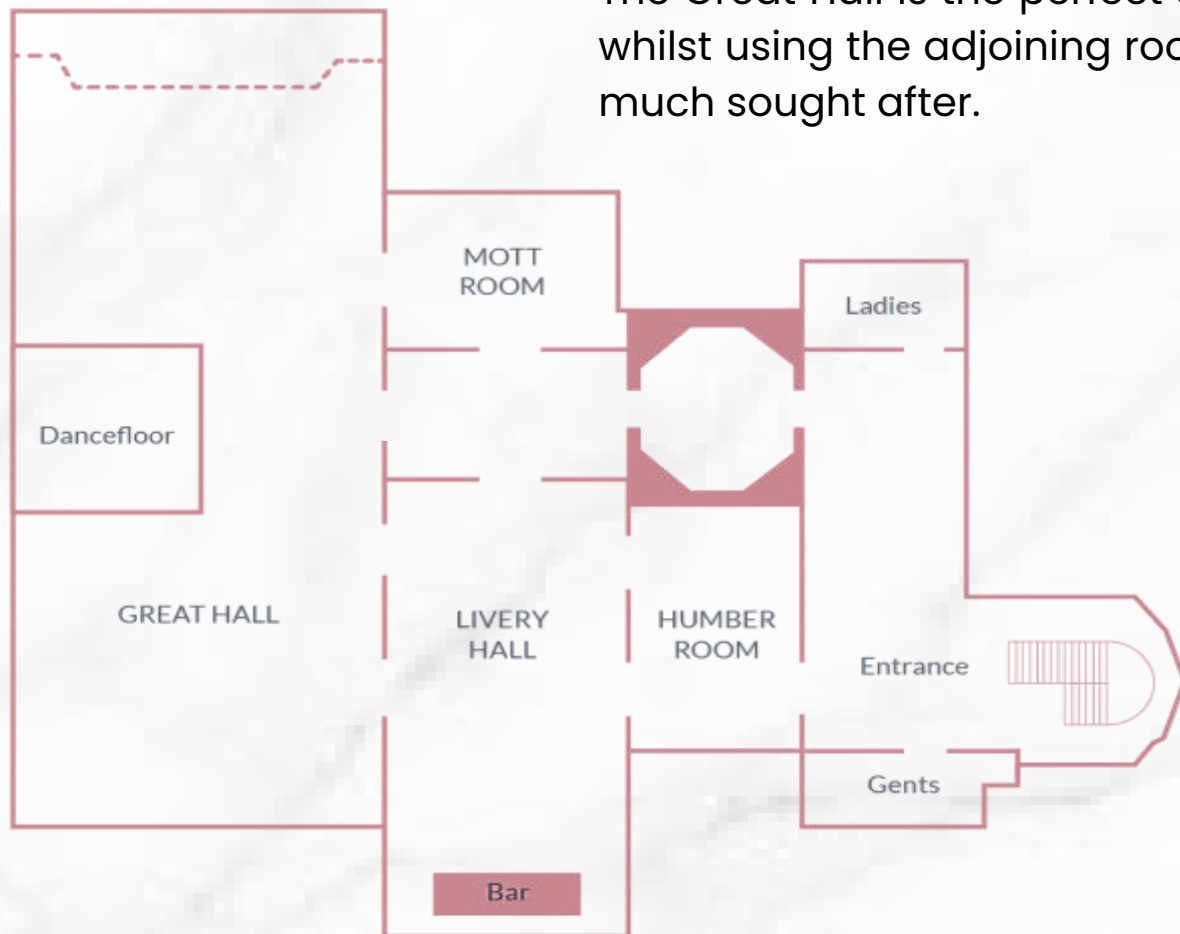 whilst using the adjoining
much sought after.
MOTT
ROOM
Ladies
Dancefloor
GREAT HALL
LIVERY
HALL
HUMBER
ROOM
Entrance
Gents
Bar